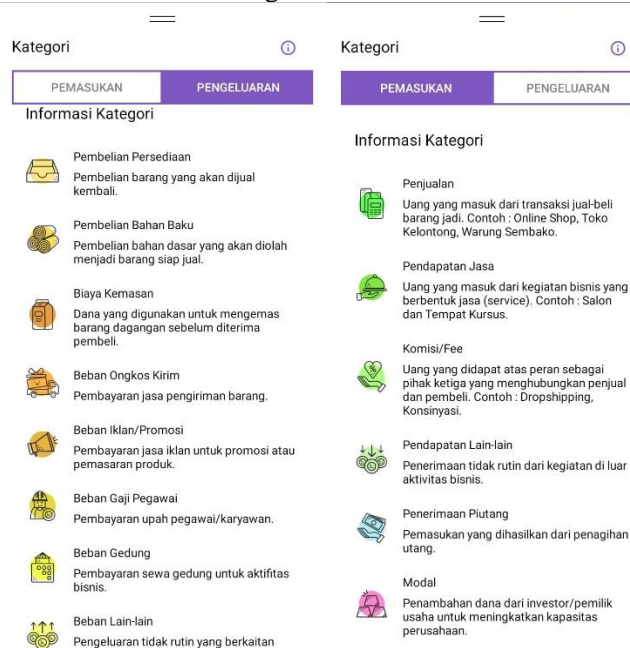 Kategori
PEMASUKAN
PENGELUARAN
Informasi Kategori
Pembelian Persediaan
Pembelian barang yang akan dijual
kembali.
Pembelian Bahan Baku
Pembelian bahan dasar yang akan diolah
menjadi barang siap jual.
Biaya Kemasan
Dana yang digunakan untuk mengemas
barang dagangan sebelum diterima
pembeli.
Beban Ongkos Kirim
Pembayaran jasa pengiriman barang.
Beban Iklan/Promosi
Pembayaran jasa iklan untuk promosi atau
pemasaran produk.
Beban Gaji Pegawai
Pembayaran upah pegawai/karyawan.
Beban Gedung
Pembayaran sewa gedung untuk aktifitas
bisnis.
Beban Lain-lain
Pengeluaran tidak rutin yang berkaitan
Kategori
PEMASUKAN
PENGELUARAN
Informasi Kategori
Penjualan
Uang yang masuk dari transaksi jual-beli
barang jadi. Contoh : Online Shop, Toko
Kelontong, Warung Sembako.
Pendapatan Jasa
Uang yang masuk dari kegiatan bisnis yang
berbentuk jasa (service). Contoh : Salon
dan Tempat Kursus.
Komisi/Fee
Uang yang didapat atas peran sebagai
pihak ketiga yang menghubungkan penjual
dan pembeli. Contoh : Dropshipping,
Konsinyasi.
Pendapatan Lain-lain
Penerimaan tidak rutin dari kegiatan di luar
aktivitas bisnis.
Penerimaan Piutang
Pemasukan yang dihasilkan dari penagihan
utang.
Modal
Penambahan dana dari investor/pemilik
usaha untuk meningkatkan kapasitas
perusahaan.